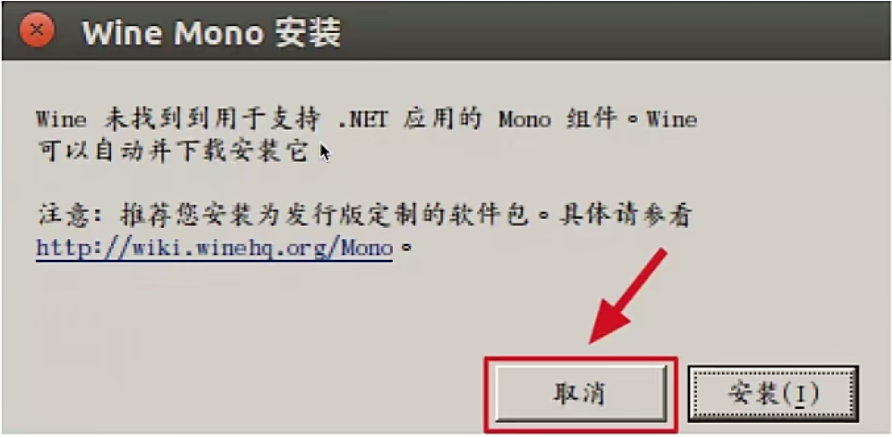 Wine Mono 安装
Wine 未找到到用于支持 .NET 应用的 Mono 组件。Wine
可以自动并下载安装它
注意: 推荐您安装为发行版定制的软件包。具体请参看
http://wiki.winehq.org/Mono。
取消 安装(I)